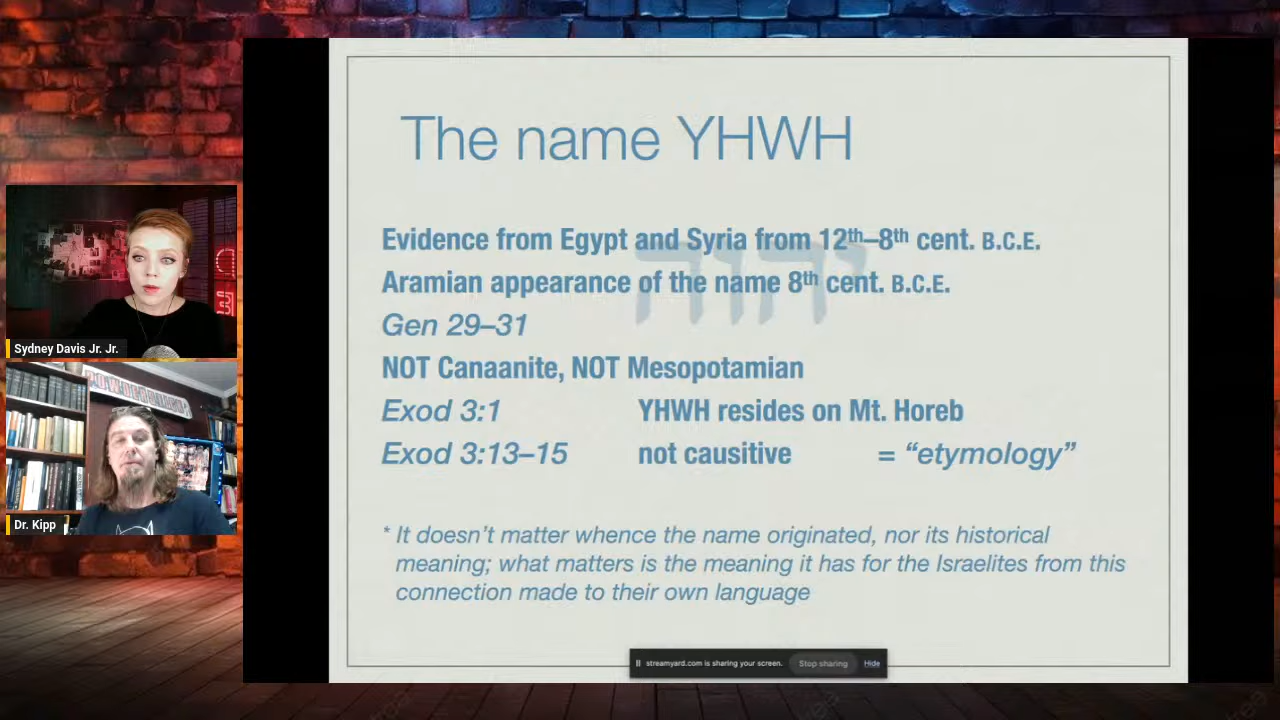 The name YHWH
יהוה
Evidence from Egypt and Syria from 12th–8th cent. B.C.E.
Aramian appearance of the name 8th cent. B.C.E.
Gen 29–31
NOT Canaanite, NOT Mesopotamian
Exod 3:1 YHWH resides on Mt. Horeb
Exod 3:13–15 not causitive = “etymology”
* It doesn’t matter whence the name originated, nor its historical
meaning; what matters is the meaning it has for the Israelites from this
connection made to their own language
streamyard.com is sharing your screen. Stop sharing Hide
Sydney Davis Jr. Jr.
Dr. Kipp